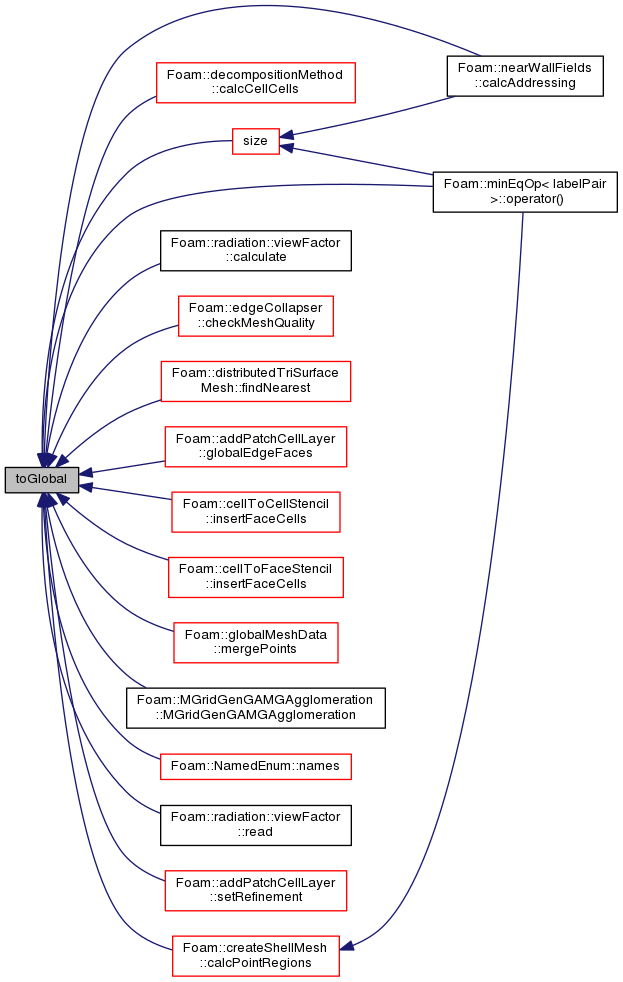 Foam::nearWallFields
::calcAddressing
Foam::decompositionMethod
::calcCellCells
size
Foam::minEqOp< labelPair
>::operator()
Foam::radiation::viewFactor
::calculate
Foam::edgeCollapser
::checkMeshQuality
Foam::distributedTriSurface
Mesh::findNearest
Foam::addPatchCellLayer
::globalEdgeFaces
toGlobal
Foam::cellToCellStencil
::insertFaceCells
Foam::cellToFaceStencil
::insertFaceCells
Foam::globalMeshData
::mergePoints
Foam::MGridGenGAMGAgglomeration
::MGridGenGAMGAgglomeration
Foam::NamedEnum::names
Foam::radiation::viewFactor
::read
Foam::addPatchCellLayer
::setRefinement
Foam::createShellMesh
::calcPointRegions